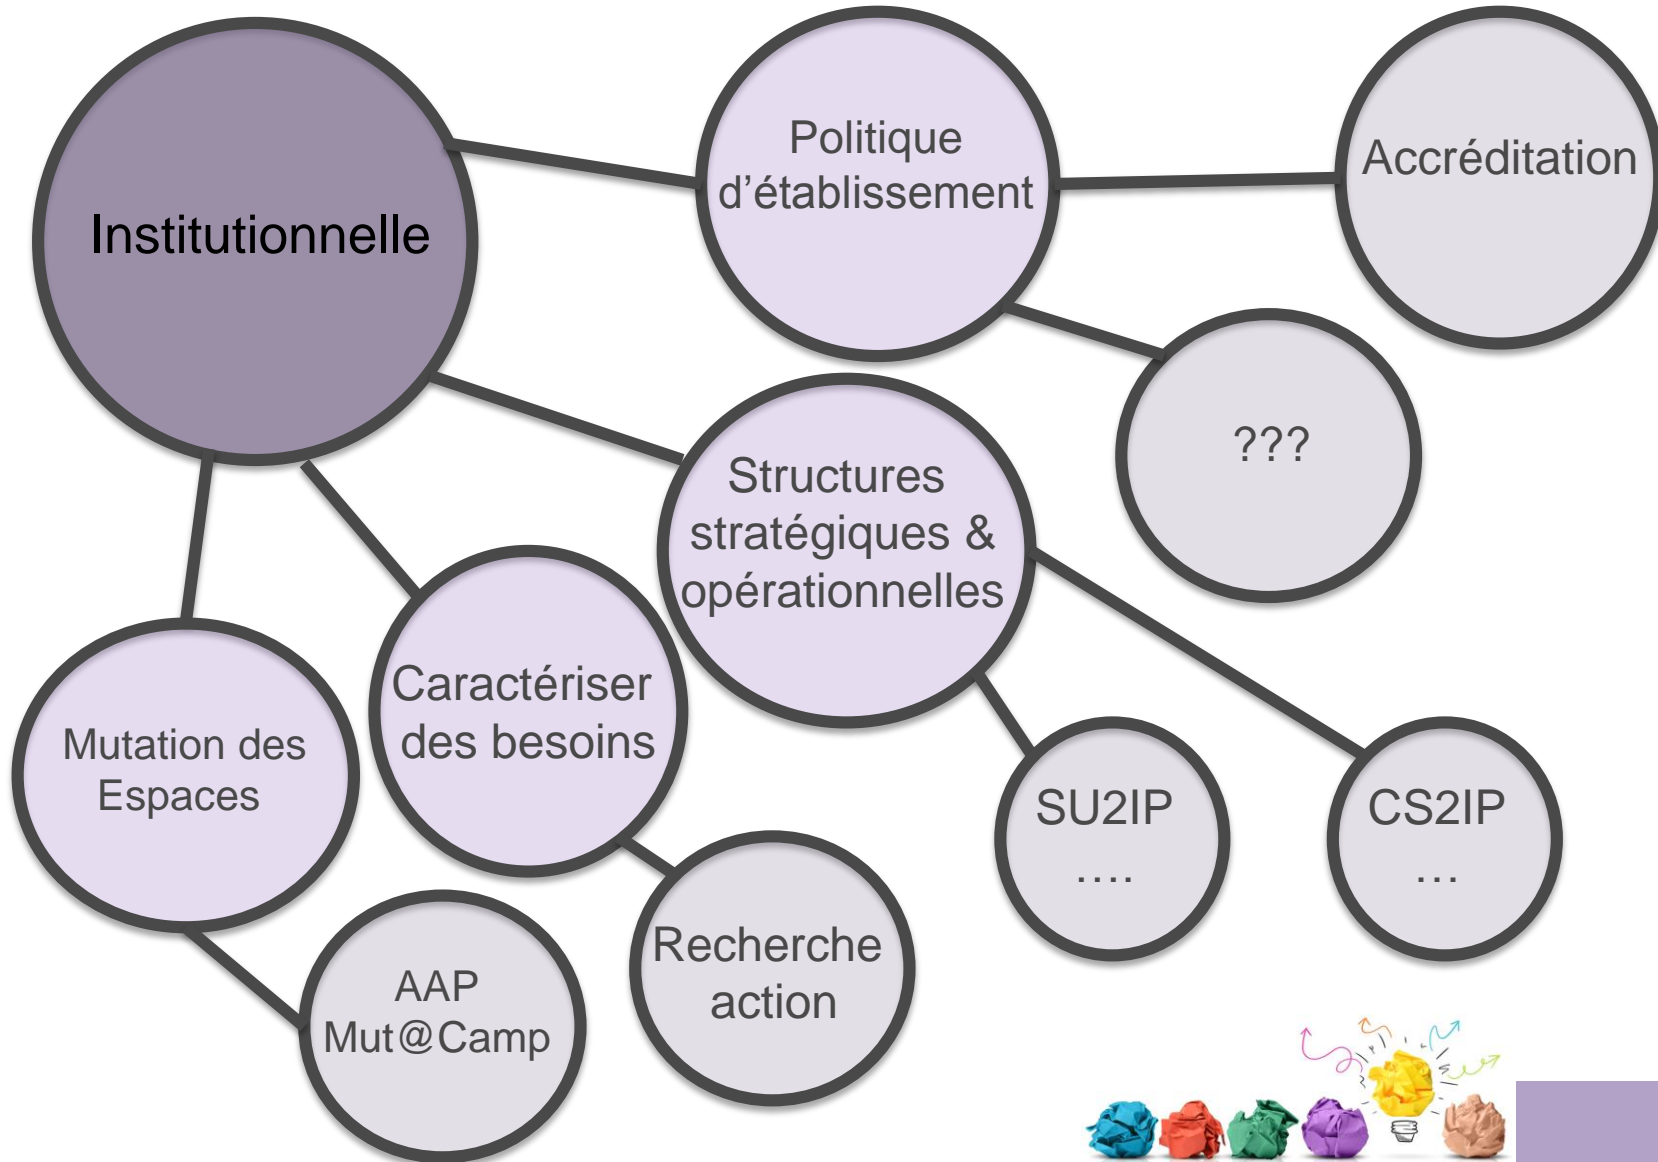 Institutionnelle
Politique
d’établissement
Accréditation
???
Structures
stratégiques &
opérationnelles
Caractériser
des besoins
Mutation des
Espaces
SU2IP
....
CS2IP
...
Recherche
action
AAP
Mut@Camp